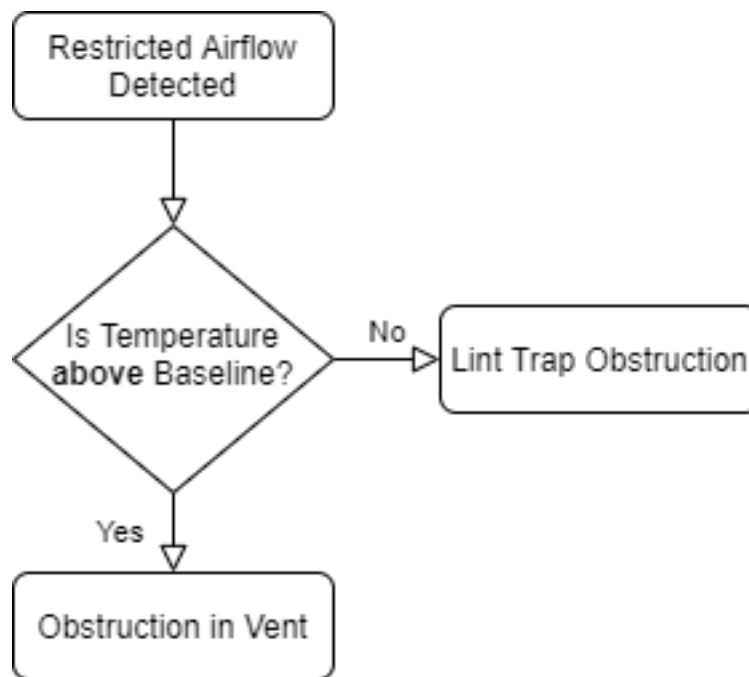 Restricted Airflow
Detected
Is Temperature
above Baseline?
No
Lint Trap Obstruction
Yes
Obstruction in Vent